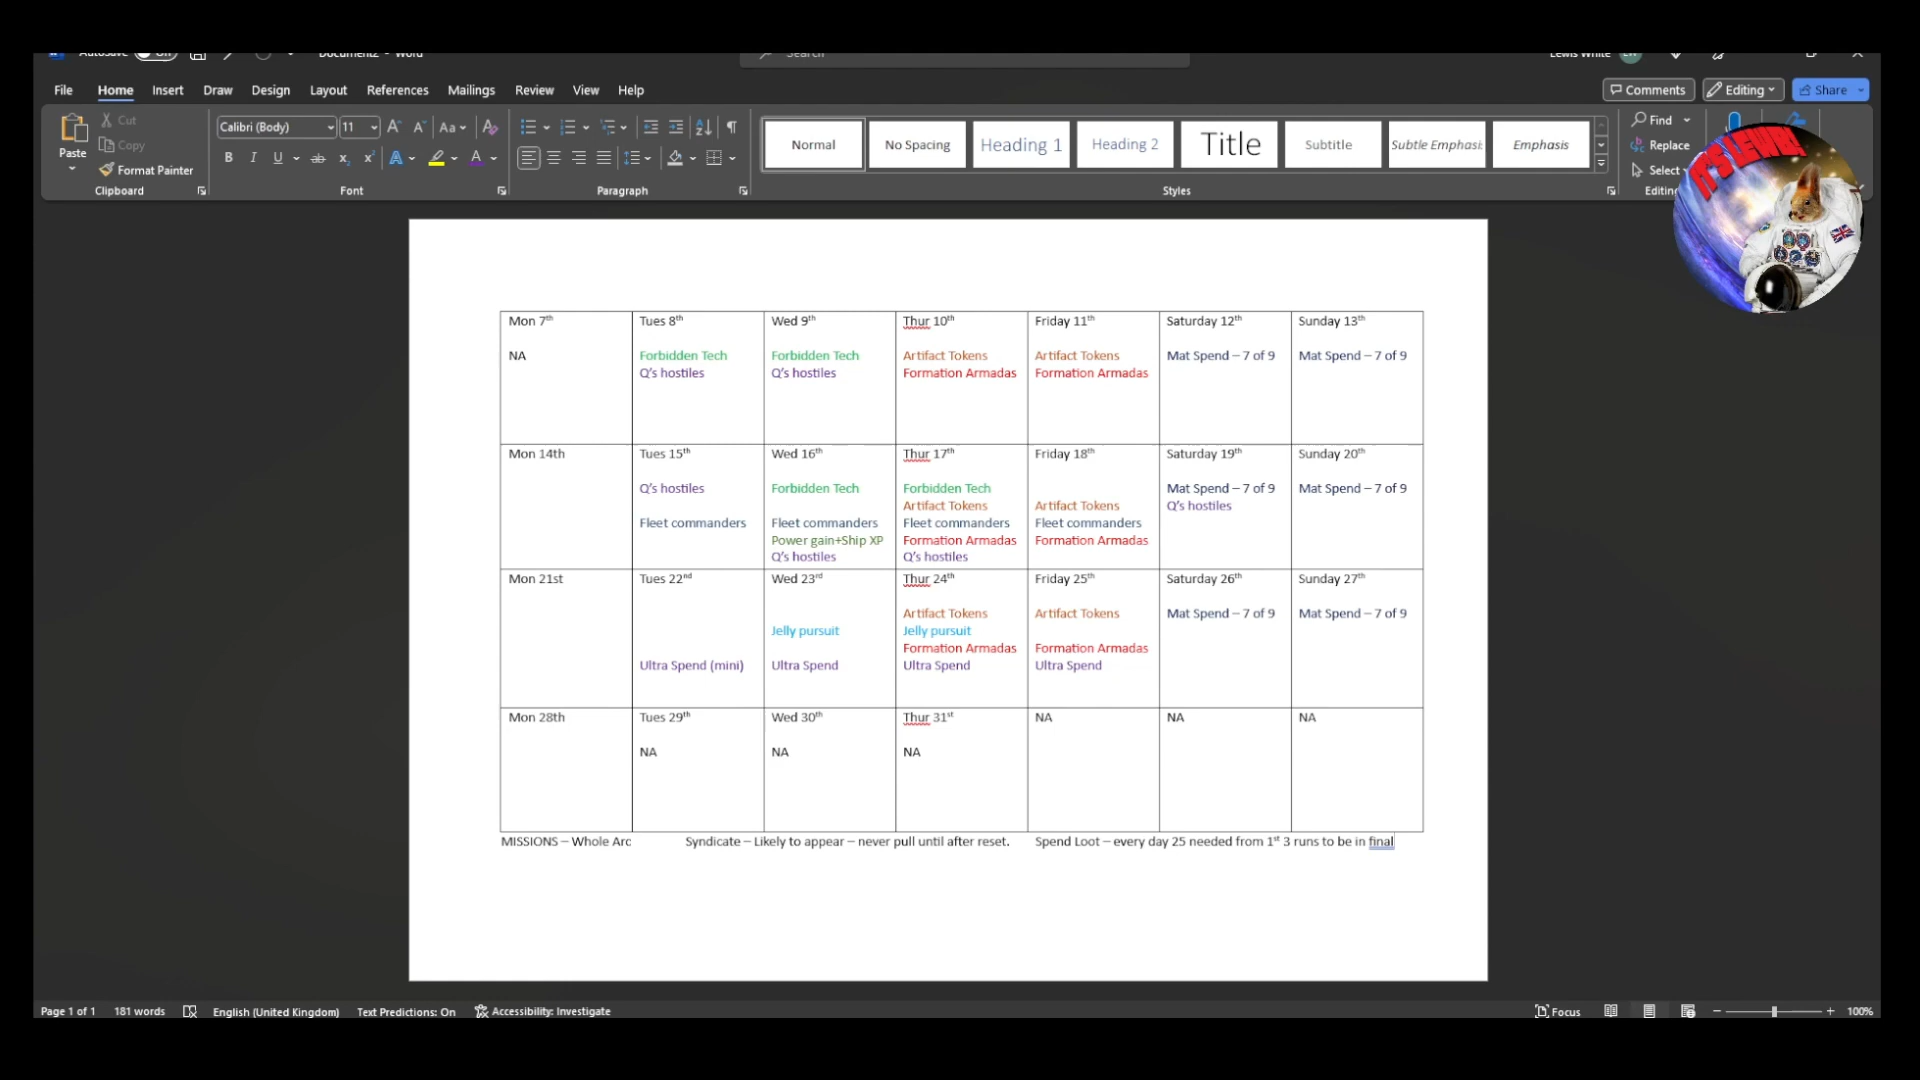 AutoSave Off Document2 - Word Search Lewis White LW
File Home Insert Draw Design Layout References Mailings Review View Help Comments Editing Share
Paste Cut Copy Format Painter
Clipboard
Calibri (Body) 11
Font
Paragraph
Normal No Spacing Heading 1 Heading 2 Title Subtitle Subtle Emphasis Emphasis
Styles
Find
Replace
Select
Editing
IT'S LEWB!
Mon 7th Tues 8th Wed 9th Thur 10th Friday 11th Saturday 12th Sunday 13th
NA Forbidden Tech Forbidden Tech Artifact Tokens Artifact Tokens Mat Spend – 7 of 9 Mat Spend – 7 of 9
Q's hostiles Q's hostiles Formation Armadas Formation Armadas
Mon 14th Tues 15th Wed 16th Thur 17th Friday 18th Saturday 19th Sunday 20th
Q's hostiles Forbidden Tech Forbidden Tech Mat Spend – 7 of 9 Mat Spend – 7 of 9
Artifact Tokens Artifact Tokens Q's hostiles
Fleet commanders Fleet commanders Fleet commanders Fleet commanders
Power gain+Ship XP Formation Armadas Formation Armadas
Q's hostiles Q's hostiles
Mon 21st Tues 22nd Wed 23rd Thur 24th Friday 25th Saturday 26th Sunday 27th
Artifact Tokens Artifact Tokens Mat Spend – 7 of 9 Mat Spend – 7 of 9
Jelly pursuit Jelly pursuit
Formation Armadas Formation Armadas
Ultra Spend (mini) Ultra Spend Ultra Spend Ultra Spend
Mon 28th Tues 29th Wed 30th Thur 31st NA NA NA
NA NA NA
MISSIONS – Whole Arc Syndicate – Likely to appear – never pull until after reset. Spend Loot – every day 25 needed from 1st 3 runs to be in final
Page 1 of 1 181 words English (United Kingdom) Text Predictions: On Accessibility: Investigate Focus 100%